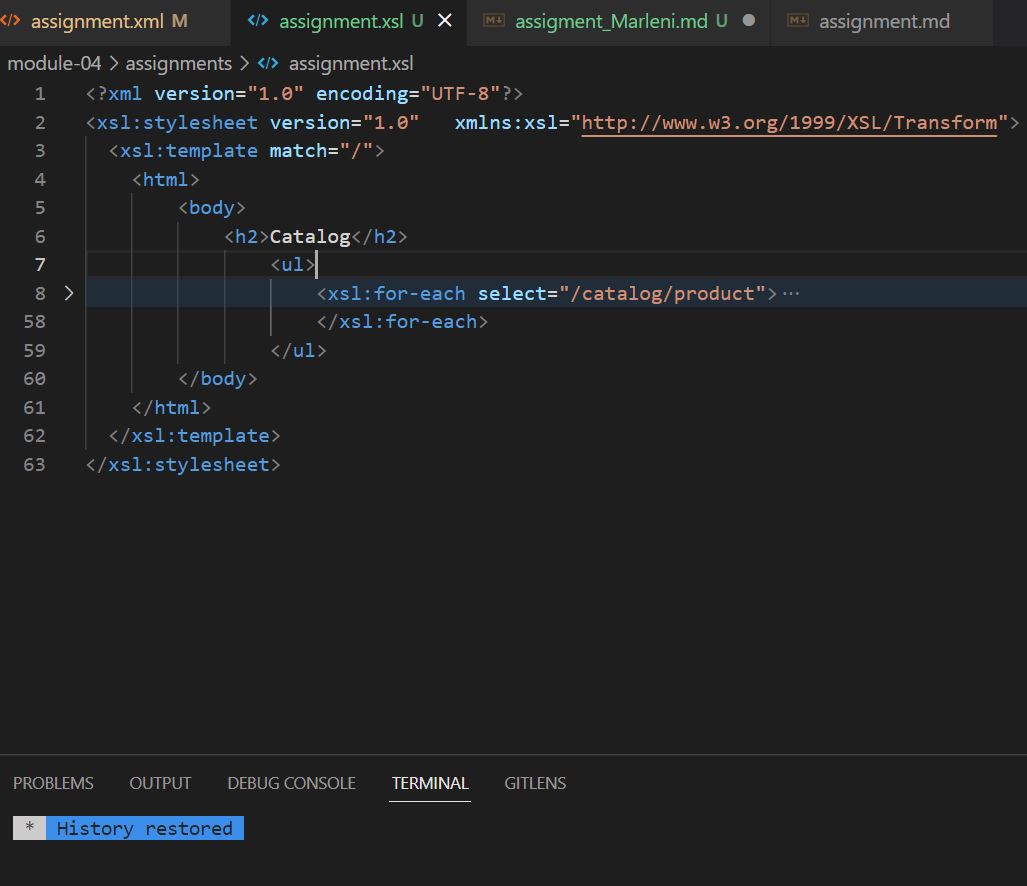 assignment.xml M assignment.xsl U assigment_Marleni.md U assignment.md
module-04 > assignments > assignment.xsl
1 <?xml version="1.0" encoding="UTF-8"?>
2 <xsl:stylesheet version="1.0"   xmlns:xsl="http://www.w3.org/1999/XSL/Transform">
3 <xsl:template match="/">
4 <html>
5 <body>
6 <h2>Catalog</h2>
7 <ul>
8 <xsl:for-each select="/catalog/product">···
58 </xsl:for-each>
59 </ul>
60 </body>
61 </html>
62 </xsl:template>
63 </xsl:stylesheet>
PROBLEMS OUTPUT DEBUG CONSOLE TERMINAL GITLENS
* History restored